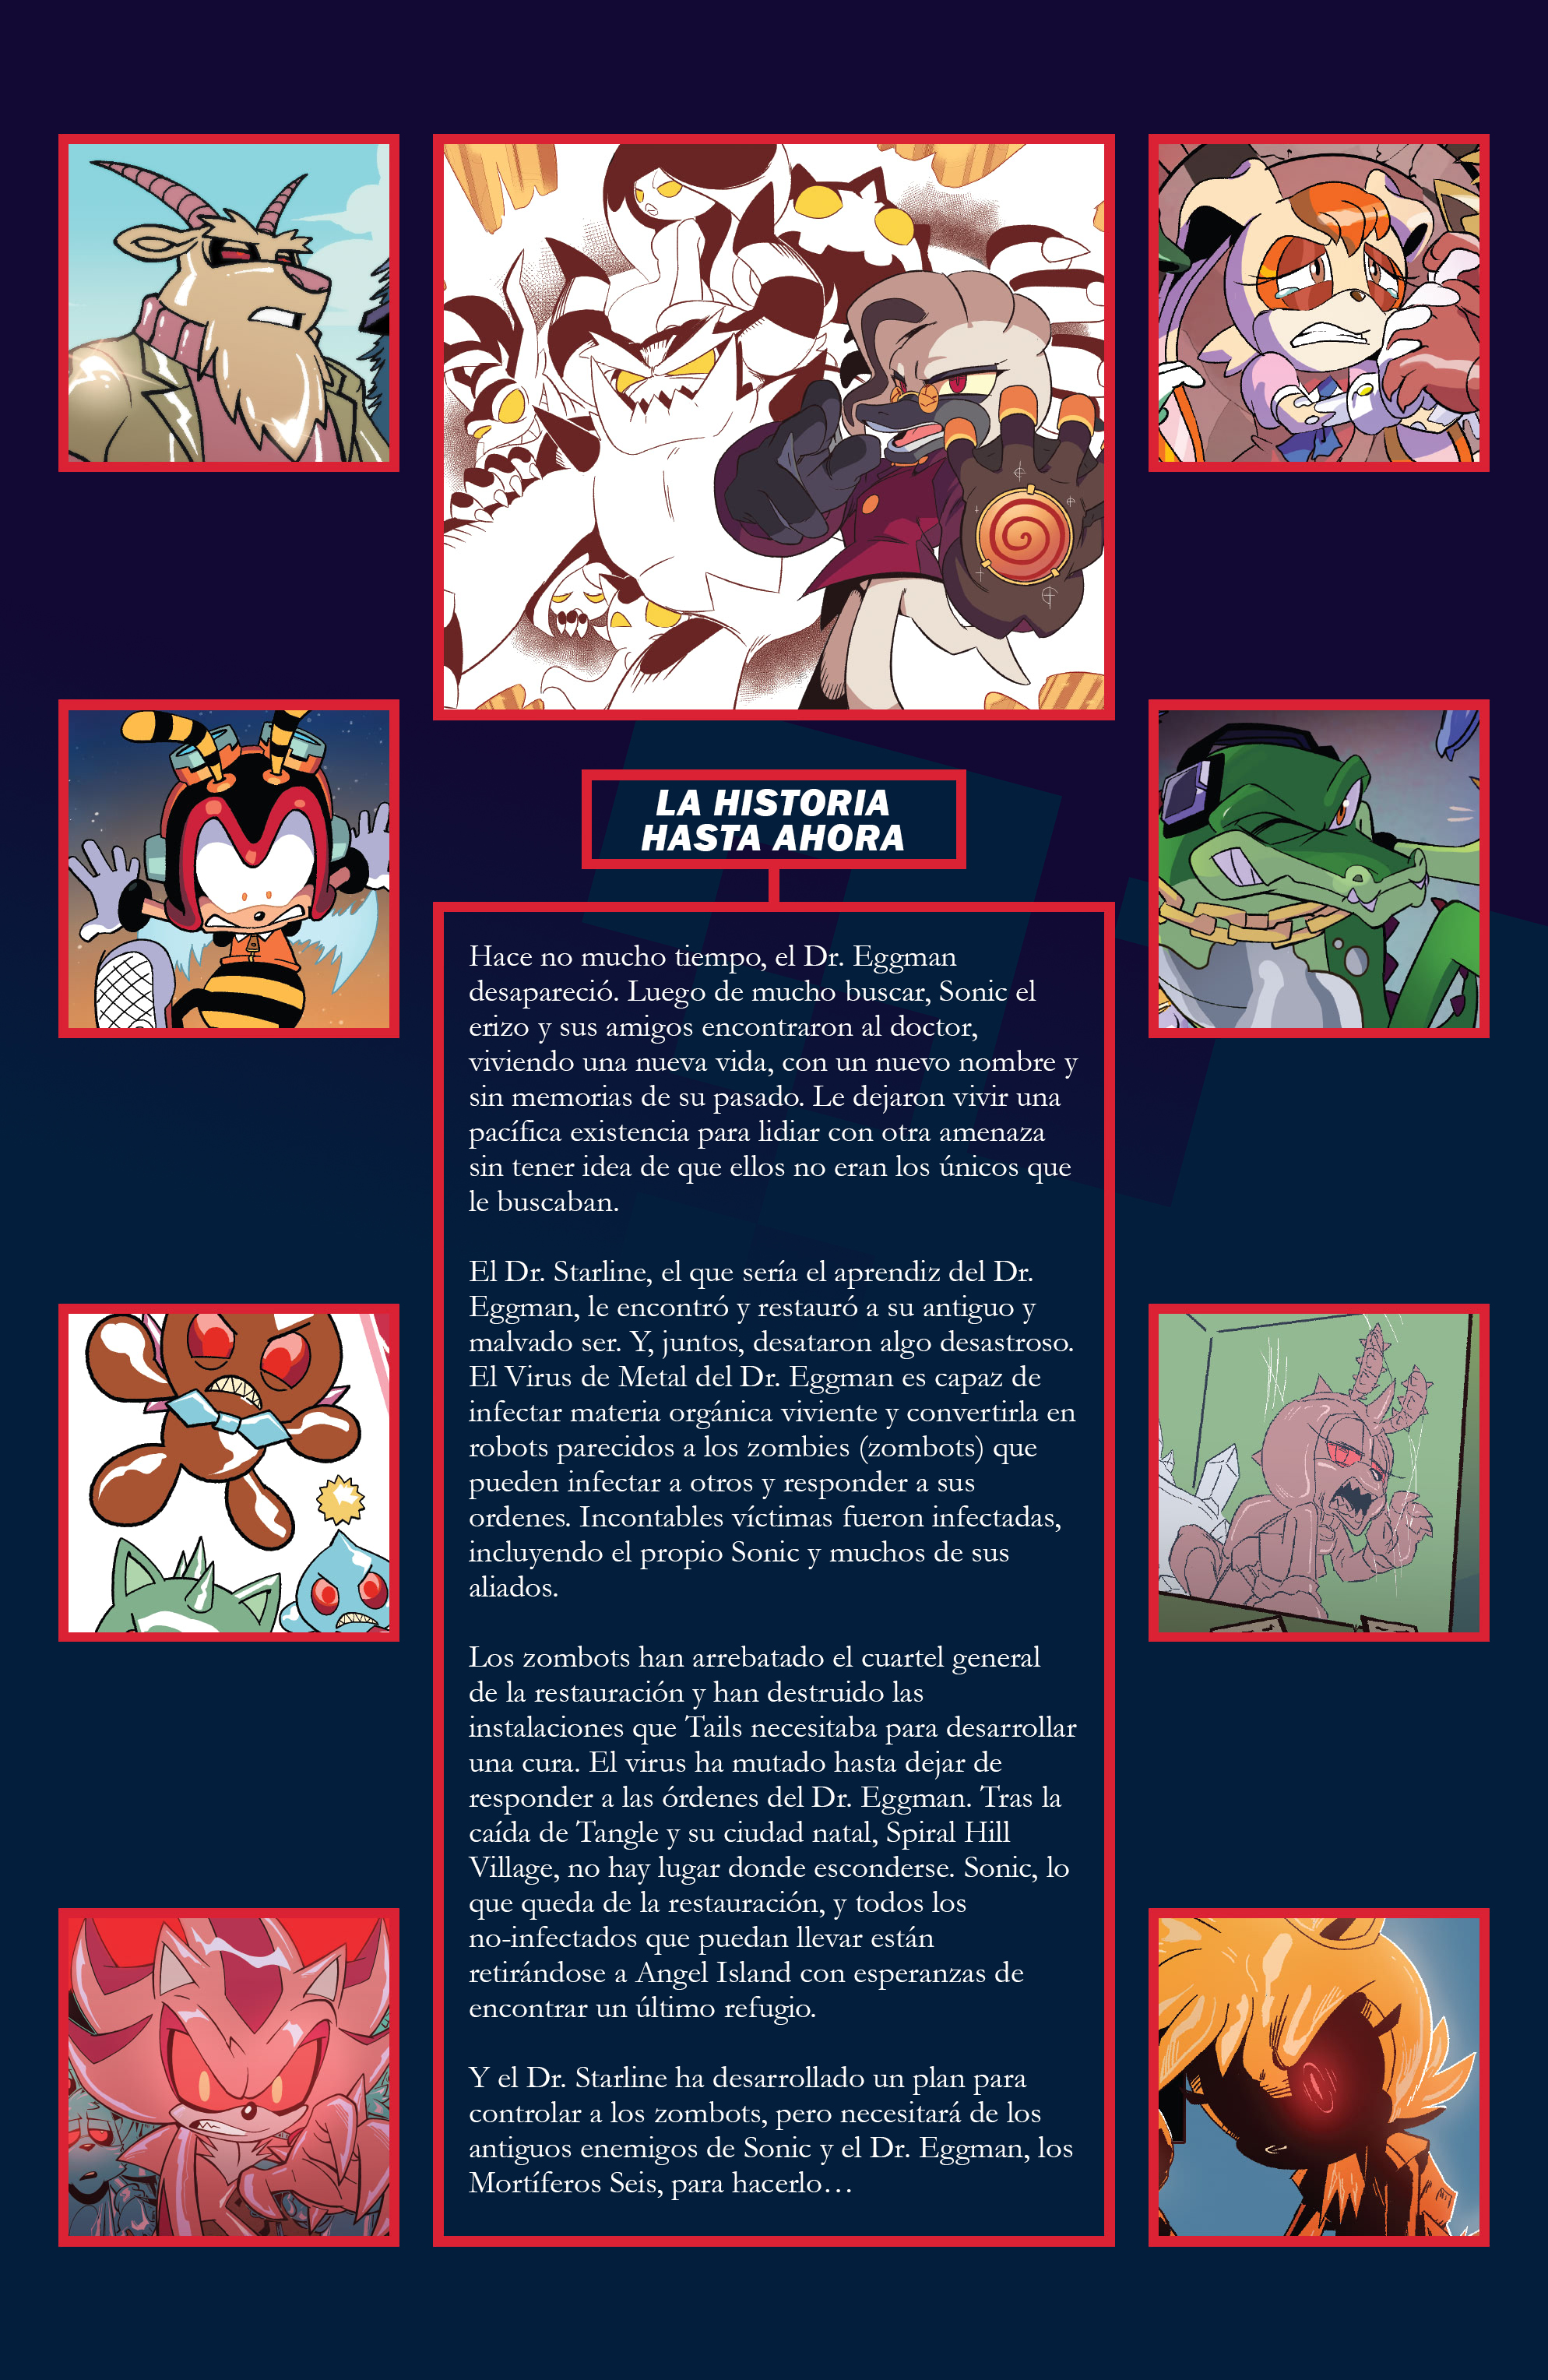 LA HISTORIA
HASTA AHORA
Hace no mucho tiempo, el Dr. Eggman
desapareció. Luego de mucho buscar, Sonic el
erizo y sus amigos encontraron al doctor,
viviendo una nueva vida, con un nuevo nombre y
sin memorias de su pasado. Le dejaron vivir una
pacífica existencia para lidiar con otra amenaza
sin tener idea de que ellos no eran los únicos que
le buscaban.
El Dr. Starline, el que sería el aprendiz del Dr.
Eggman, le encontró y restauró a su antiguo y
malvado ser. Y, juntos, desataron algo desastroso.
El Virus de Metal del Dr. Eggman es capaz de
infectar materia orgánica viviente y convertirla en
robots parecidos a los zombies (zombots) que
pueden infectar a otros y responder a sus
ordenes. Incontables víctimas fueron infectadas,
incluyendo el propio Sonic y muchos de sus
aliados.
Los zombots han arrebatado el cuartel general
de la restauración y han destruido las
instalaciones que Tails necesitaba para desarrollar
una cura. El virus ha mutado hasta dejar de
responder a las órdenes del Dr. Eggman. Tras la
caída de Tangle y su ciudad natal, Spiral Hill
Village, no hay lugar donde esconderse. Sonic, lo
que queda de la restauración, y todos los
no-infectados que puedan llevar están
retirándose a Angel Island con esperanzas de
encontrar un último refugio.
Y el Dr. Starline ha desarrollado un plan para
controlar a los zombots, pero necesitará de los
antiguos enemigos de Sonic y el Dr. Eggman, los
Mortíferos Seis, para hacerlo…